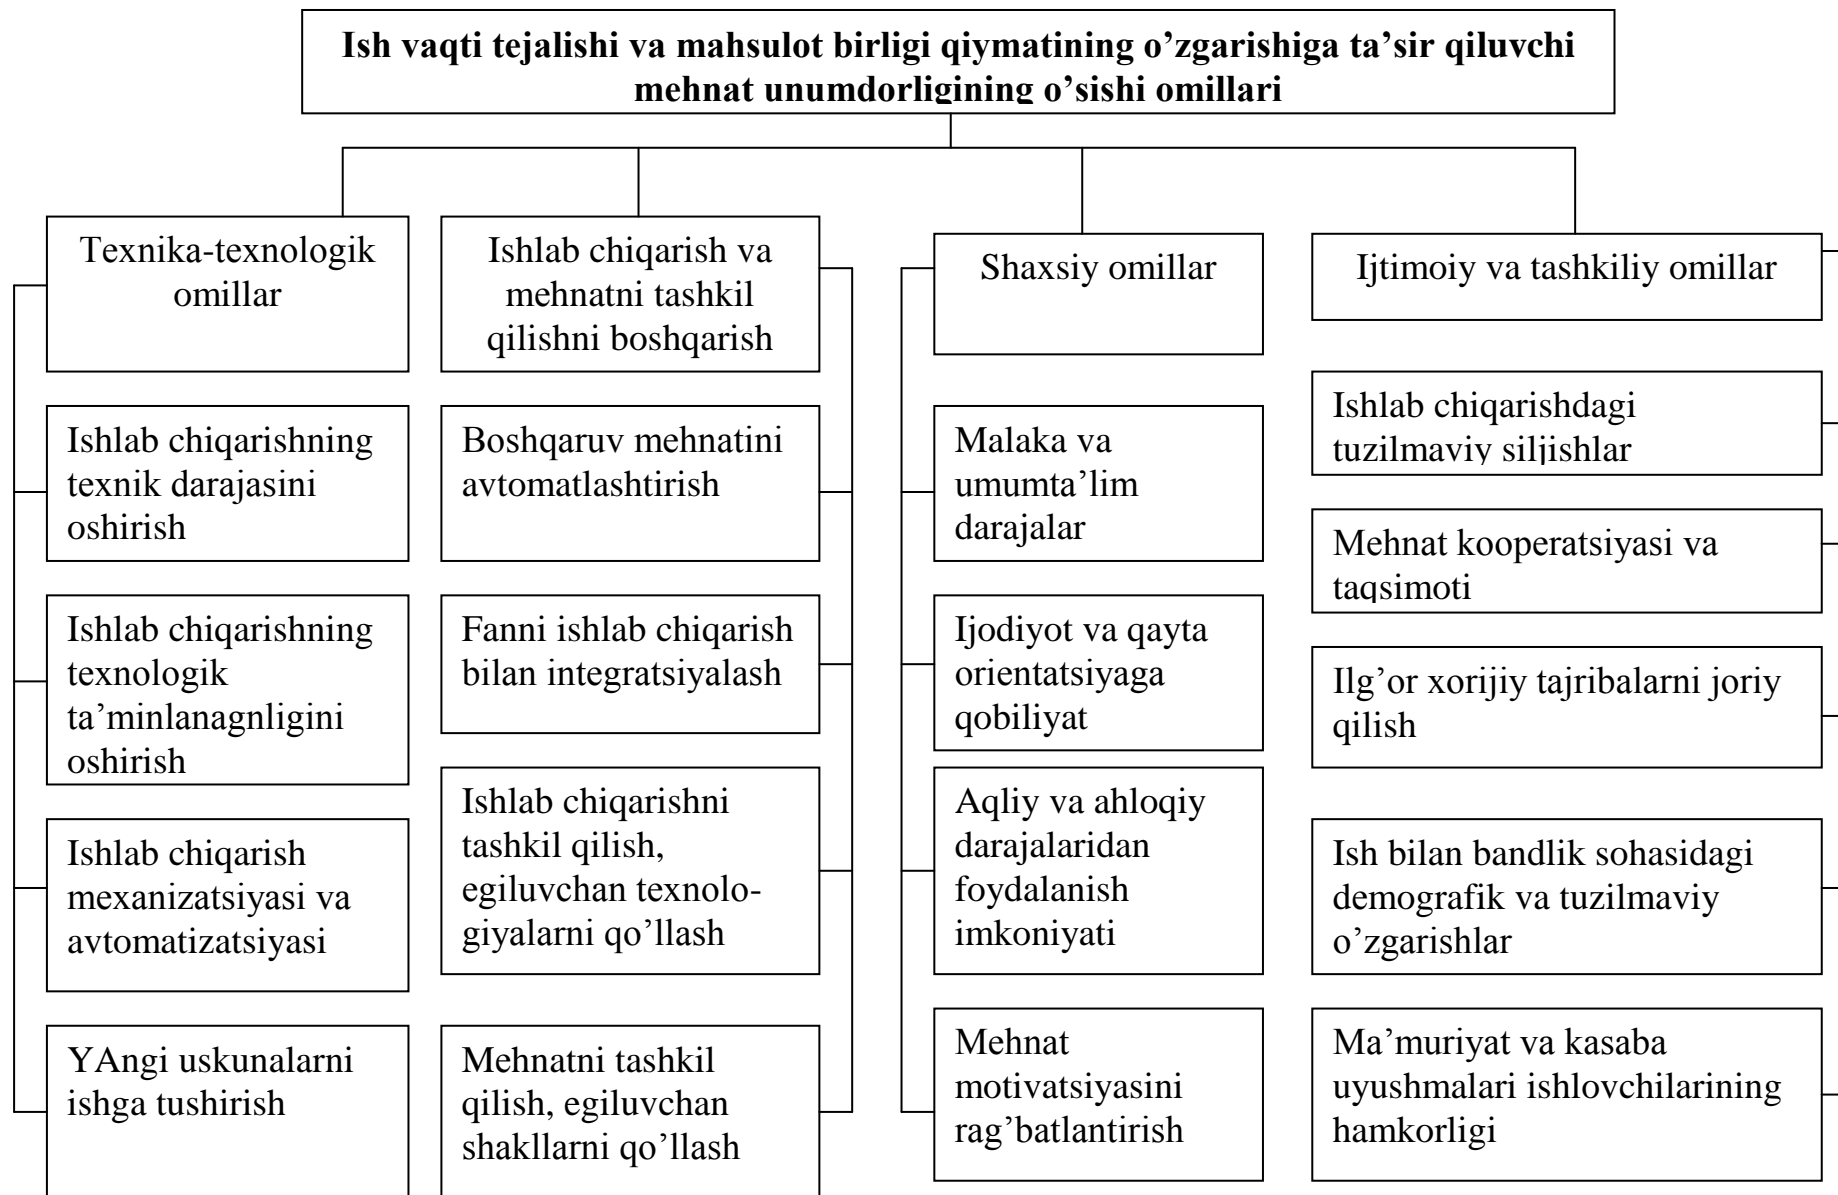 Ish vaqti tejalishi va mahsulot birligi qiymatining o’zgarishiga ta’sir qiluvchi
mehnat unumdorligining o’sishi omillari
Texnika-texnologik
omillar
Ishlab chiqarishning
texnik darajasini
oshirish
Ishlab chiqarishning
texnologik
ta’minlanagnligini
oshirish
Ishlab chiqarish
mexanizatsiyasi va
avtomatizatsiyasi
YAngi uskunalarni
ishga tushirish
Ishlab chiqarish va
mehnatni tashkil
qilishni boshqarish
Boshqaruv mehnatini
avtomatlashtirish
Fanni ishlab chiqarish
bilan integratsiyalash
Ishlab chiqarishni
tashkil qilish,
egiluvchan texnolo-
giyalarni qo’llash
Mehnatni tashkil
qilish, egiluvchan
shakllarni qo’llash
Shaxsiy omillar
Malaka va
umumta’lim
darajalar
Ijodiyot va qayta
orientatsiyaga
qobiliyat
Aqliy va ahloqiy
darajalaridan
foydalanish
imkoniyati
Mehnat
motivatsiyasini
rag’batlantirish
Ijtimoiy va tashkiliy omillar
Ishlab chiqarishdagi
tuzilmaviy siljishlar
Mehnat kooperatsiyasi va
taqsimoti
Ilg’or xorijiy tajribalarni joriy
qilish
Ish bilan bandlik sohasidagi
demografik va tuzilmaviy
o’zgarishlar
Ma’muriyat va kasaba
uyushmalari ishlovchilarining
hamkorligi